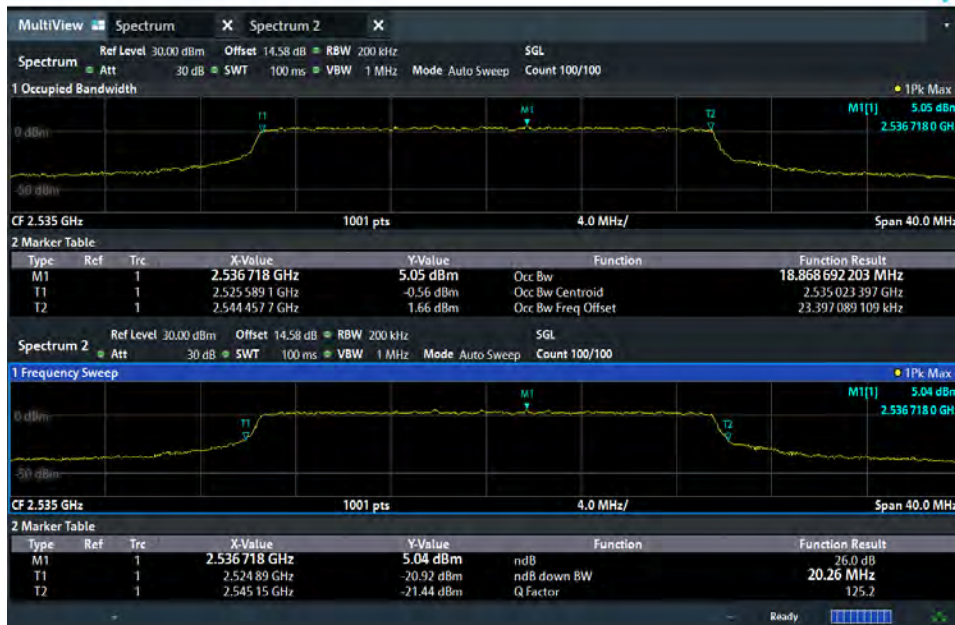 MultiView Spectrum X Spectrum 2 X
Spectrum Ref Level 30.00 dBm Offset 14.58 dB RBW 200 kHz SGL
Att 30 dB SWT 100 ms VBW 1 MHz Mode Auto Sweep Count 100/100
1 Occupied Bandwidth 1Pk Max
M1[1] 5.05 dBm
2.536 718 0 GH
T1 M1 T2
0 dBm
-50 dBm
CF 2.535 GHz 1001 pts 4.0 MHz/ Span 40.0 MHz
2 Marker Table
Type Ref Trc X-Value Y-Value Function Function Result
M1 1 2.536 718 GHz 5.05 dBm Occ Bw 18.868 692 203 MHz
T1 1 2.525 589 1 GHz -0.56 dBm Occ Bw Centroid 2.535 023 397 GHz
T2 1 2.544 457 7 GHz 1.66 dBm Occ Bw Freq Offset 23.397 089 109 kHz
Spectrum 2 Ref Level 30.00 dBm Offset 14.58 dB RBW 200 kHz SGL
Att 30 dB SWT 100 ms VBW 1 MHz Mode Auto Sweep Count 100/100
1 Frequency Sweep 1Pk Max
M1[1] 5.04 dBm
2.536 718 0 GH
M1
0 dBm
T1 T2
-50 dBm
CF 2.535 GHz 1001 pts 4.0 MHz/ Span 40.0 MHz
2 Marker Table
Type Ref Trc X-Value Y-Value Function Function Result
M1 1 2.536 718 GHz 5.04 dBm ndB 26.0 dB
T1 1 2.524 89 GHz -20.92 dBm ndB down BW 20.26 MHz
T2 1 2.545 15 GHz -21.44 dBm Q Factor 125.2
Ready